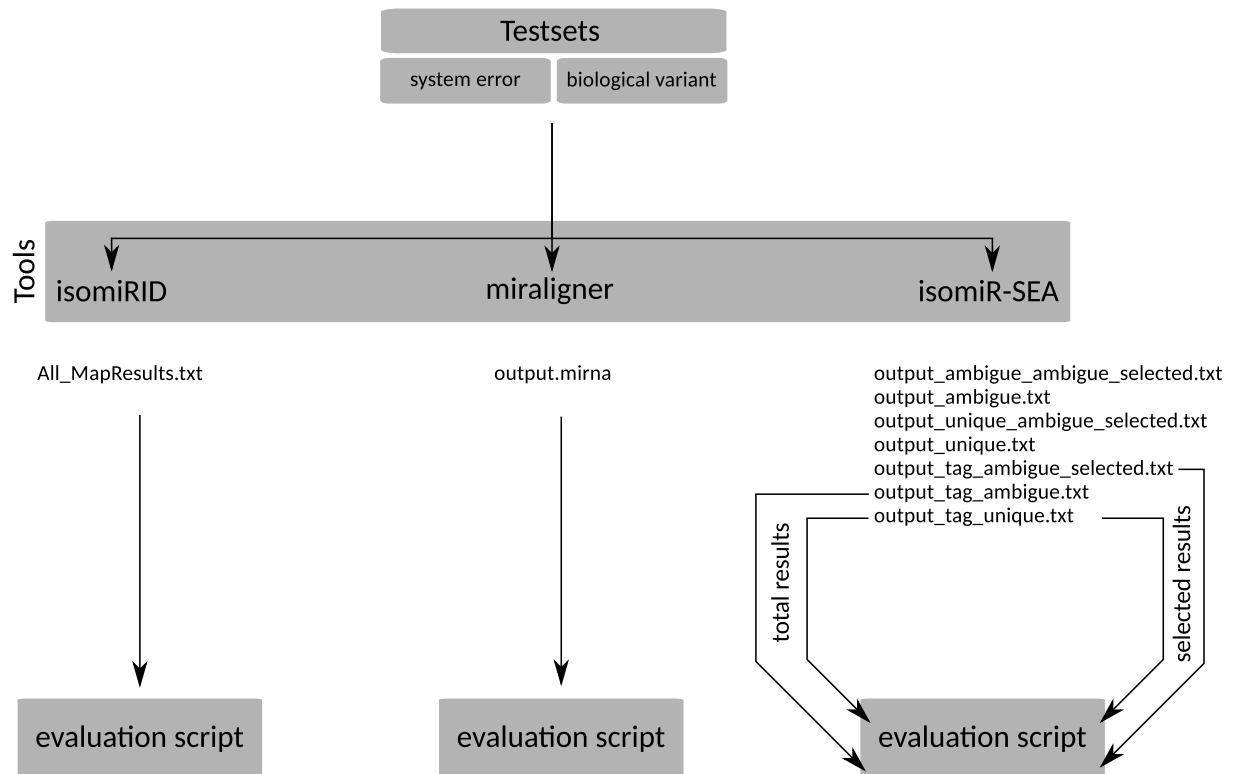 Testsets
system error
biological variant
Tools
isomiRID
miraligner
isomiR-SEA
All_MapResults.txt
output.mirna
output_ambigue_ambigue_selected.txt
output_ambigue.txt
output_unique_ambigue_selected.txt
output_unique.txt
output_tag_ambigue_selected.txt
output_tag_ambigue.txt
output_tag_unique.txt
total results
selected results
evaluation script
evaluation script
evaluation script